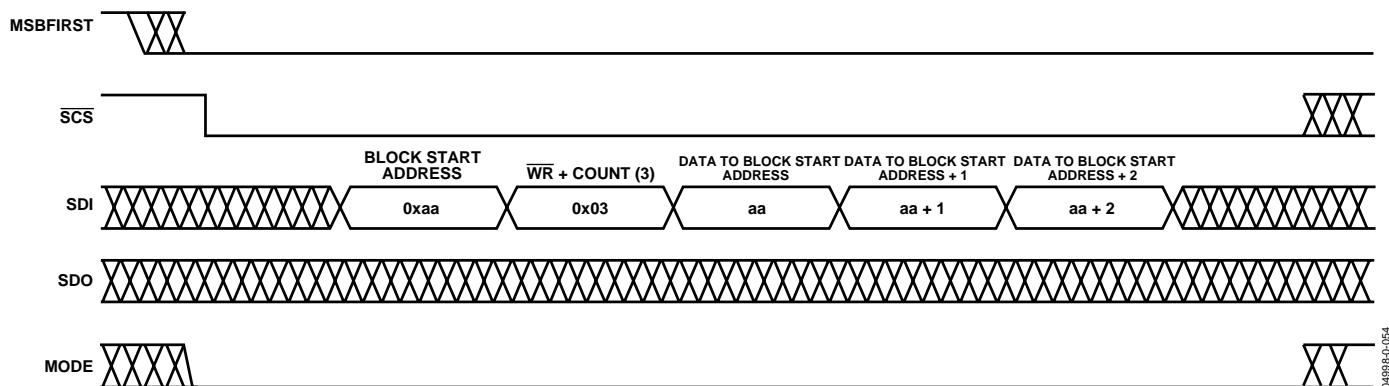 MSBFIRST
SCS
BLOCK START
ADDRESS
WR + COUNT (3)
DATA TO BLOCK START
ADDRESS
DATA TO BLOCK START
ADDRESS + 1
DATA TO BLOCK START
ADDRESS + 2
SDI
0xaa
0x03
aa
aa + 1
aa + 2
SDO
MODE
04998-0-054